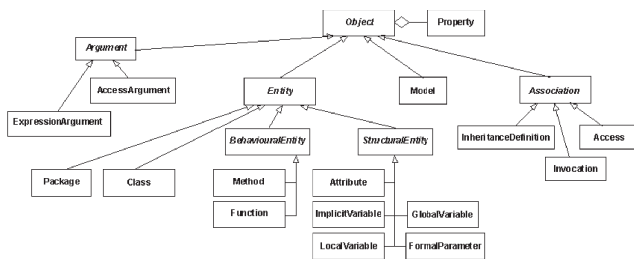 Object
Property
Argument
AccessArgument
ExpressionArgument
Entity
Model
Association
BehaviouralEntity
StructuralEntity
InheritanceDefinition
Access
Invocation
Package
Class
Method
Attribute
Function
ImplicitVariable
GlobalVariable
LocalVariable
FormalParameter